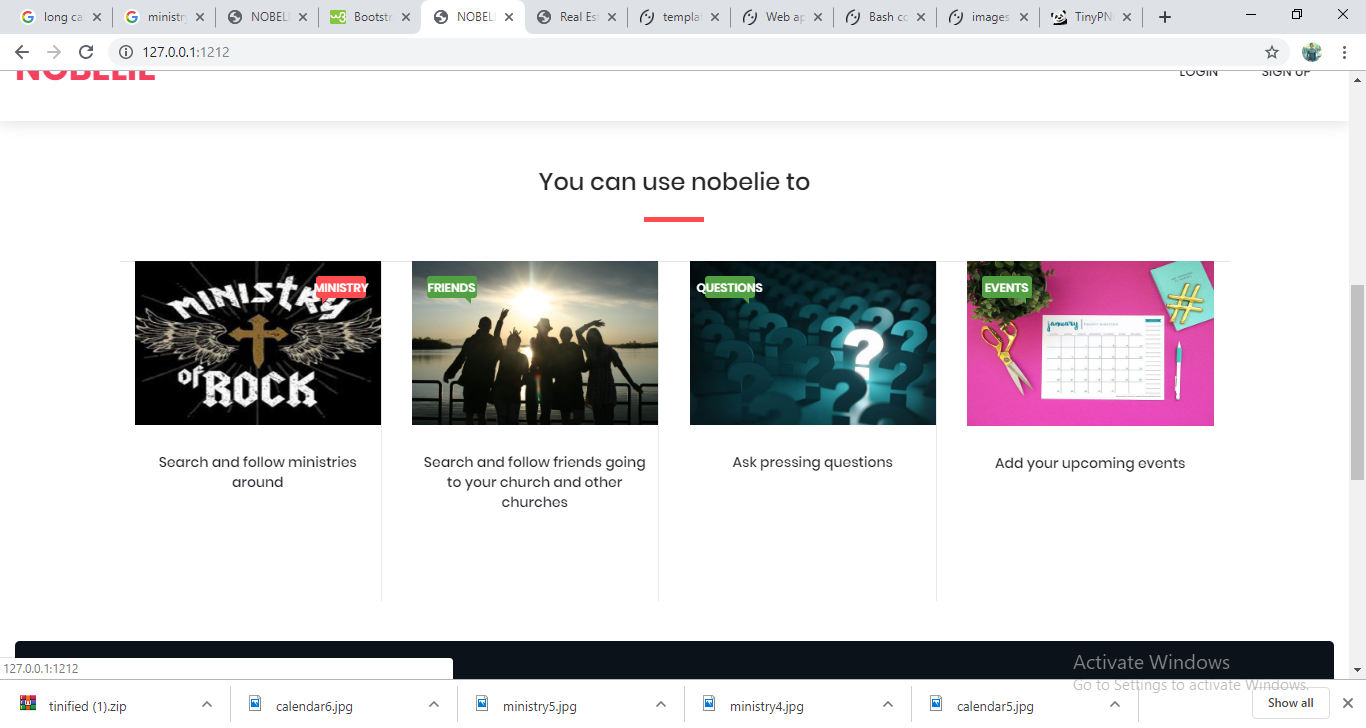 long ca
ministr
NOBELI
Bootstr
NOBELI
Real Es
templat
Web ap
Bash co
images
TinyPN
127.0.0.1:1212
NOBELIE
LOGIN
SIGN UP
You can use nobelie to
MINISTRY
FRIENDS
QUESTIONS
EVENTS
MINISTRY
of ROCK
january
#
Search and follow ministries
around
Search and follow friends going
to your church and other
churches
Ask pressing questions
Add your upcoming events
127.0.0.1:1212
Activate Windows
Go to Settings to activate Windows.
tinified (1).zip
calendar6.jpg
ministry5.jpg
ministry4.jpg
calendar5.jpg
Show all